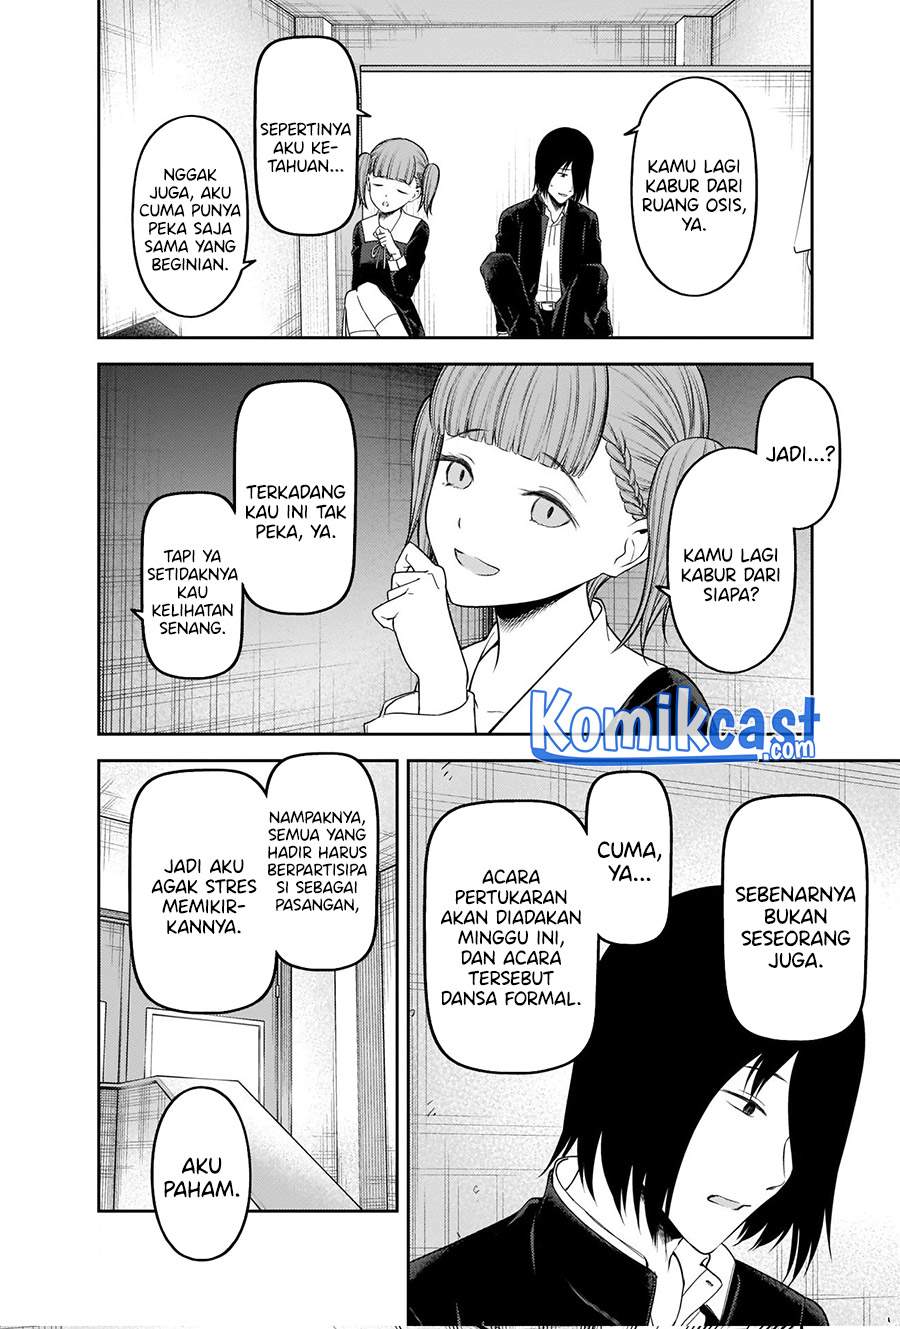 KAMU LAGI
KABUR DARI
RUANG OSIS,
YA.
SEPERTINYA
AKU KE-
TAHUAN...
NGGAK
JUGA, AKU
CUMA PUNYA
PEKA SAJA
SAMA YANG
BEGINIAN.
JADI...?
KAMU LAGI
KABUR DARI
SIAPA?
TERKADANG
KAU INI TAK
PEKA, YA.
TAPI YA
SETIDAKNYA
KAU
KELIHATAN
SENANG.
Komikcast
.com
SEBENARNYA
BUKAN
SESEORANG
JUGA.
CUMA,
YA...
ACARA
PERTUKARAN
AKAN DIADAKAN
MINGGU INI,
DAN ACARA
TERSEBUT
DANSA FORMAL.
NAMPAKNYA,
SEMUA YANG
HADIR HARUS
BERPARTISIPA
SI SEBAGAI
PASANGAN,
JADI AKU
AGAK STRES
MEMIKIR-
KANNYA.
AKU
PAHAM.